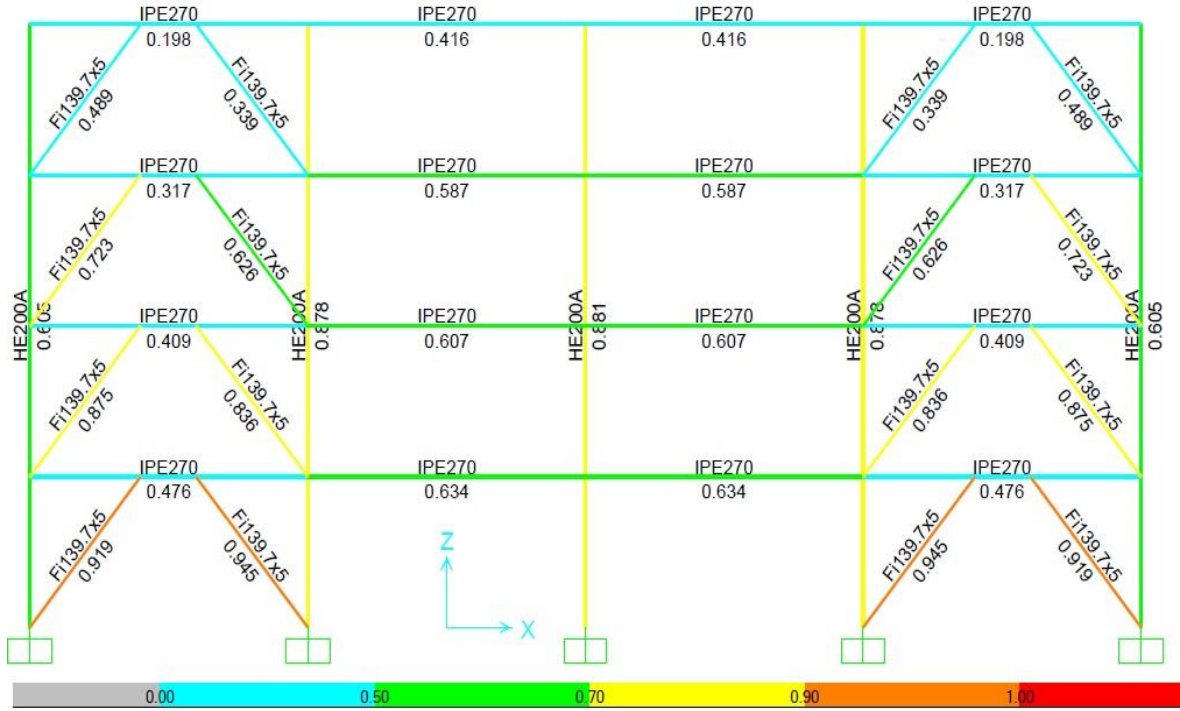 IPE270 IPE270 IPE270 IPE270
0.198 0.416 0.416 0.198
Fi139.7x5 Fi139.7x5 Fi139.7x5 Fi139.7x5
0.489 0.339 0.339 0.489
IPE270 IPE270 IPE270 IPE270
0.317 0.587 0.587 0.317
Fi139.7x5 Fi139.7x5 Fi139.7x5 Fi139.7x5
0.723 0.626 0.626 0.723
HE200A HE200A HE200A HE200A HE200A
0.605 0.878 0.881 0.878 0.605
IPE270 IPE270 IPE270 IPE270
0.409 0.607 0.607 0.409
Fi139.7x5 Fi139.7x5 Fi139.7x5 Fi139.7x5
0.875 0.836 0.836 0.875
IPE270 IPE270 IPE270 IPE270
0.476 0.634 0.634 0.476
Fi139.7x5 Fi139.7x5 Fi139.7x5 Fi139.7x5
0.919 0.945 0.945 0.919
Z
X
0.00 0.50 0.70 0.90 1.00